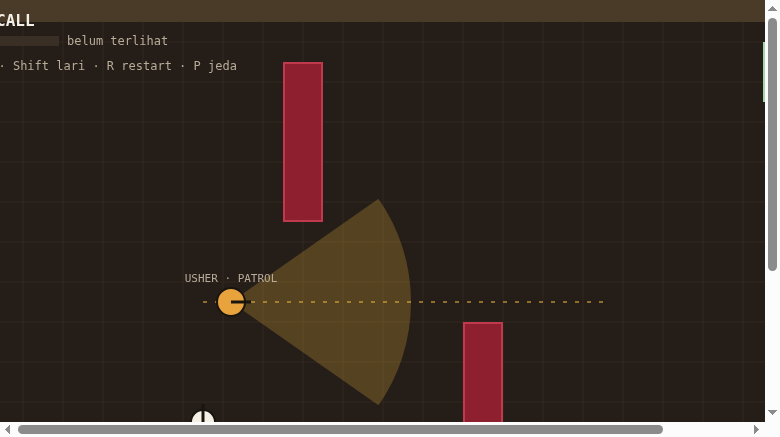 CALL
belum terlihat
· Shift lari · R restart · P jeda
USHER · PATROL